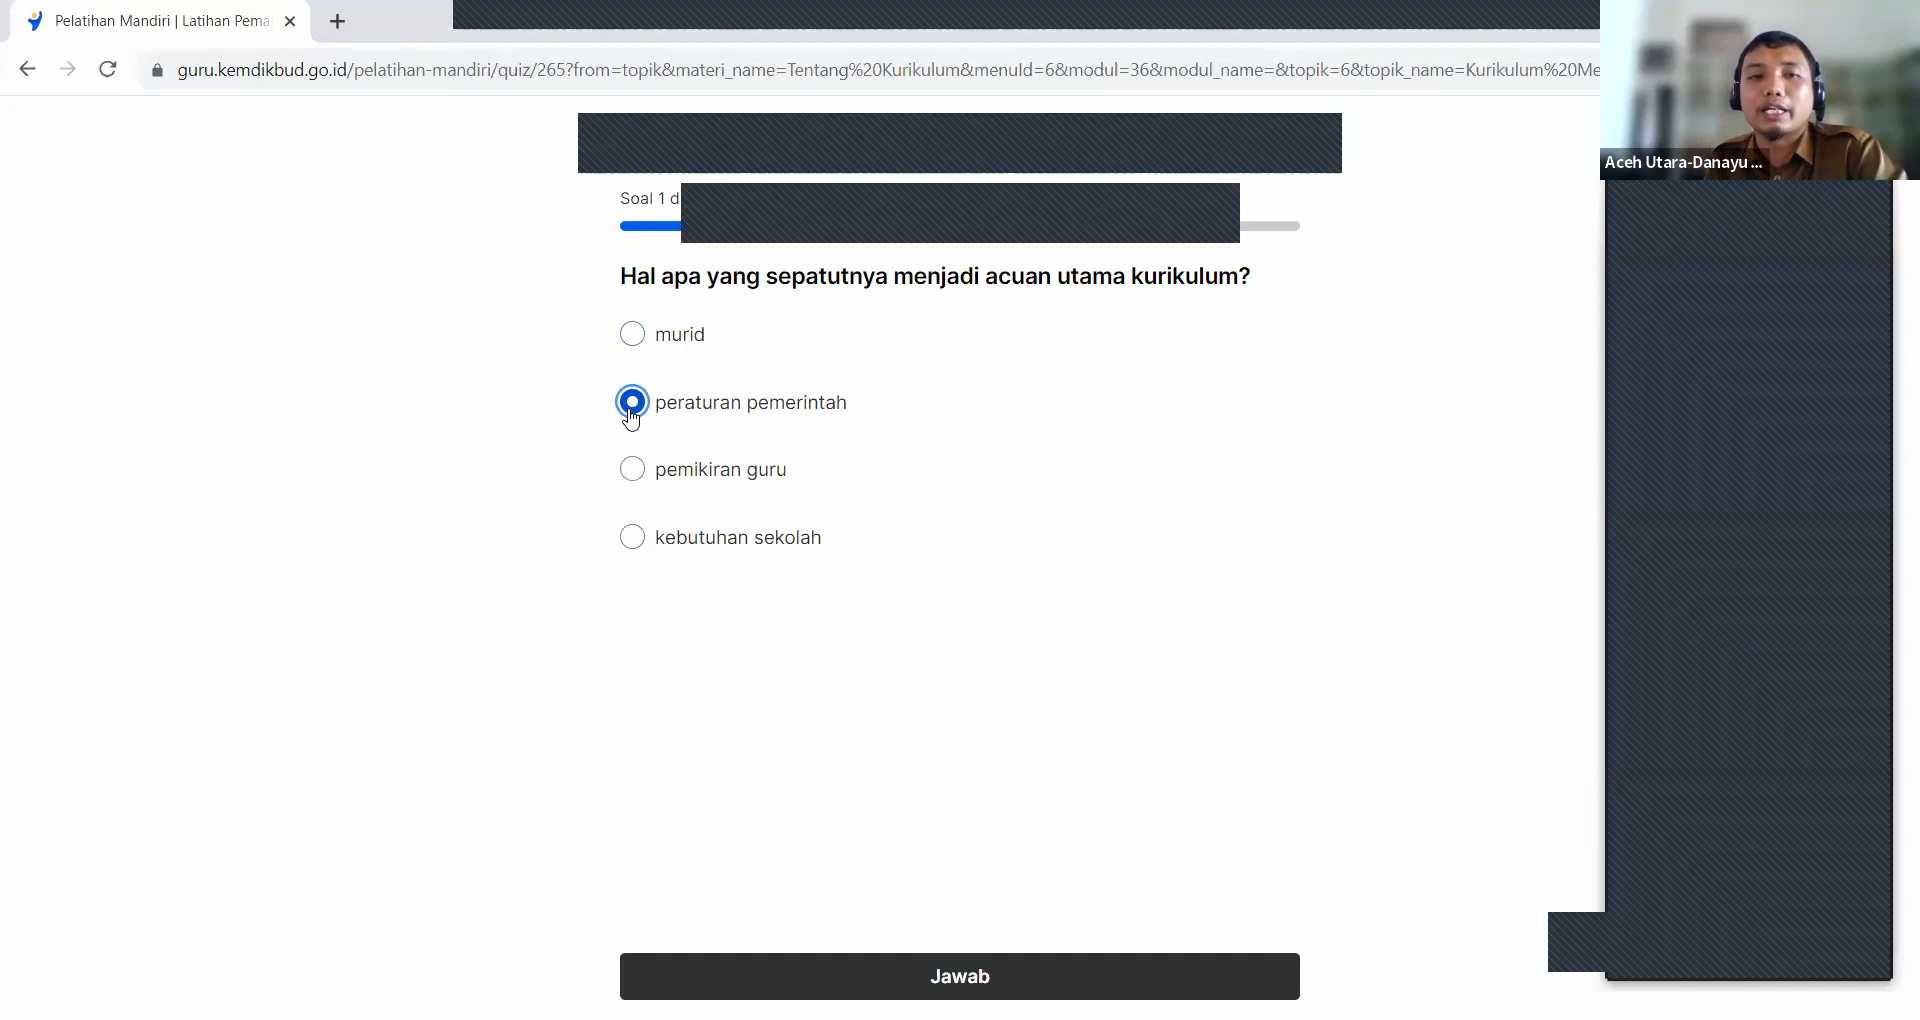 Pelatihan Mandiri | Latihan Pema
guru.kemdikbud.go.id/pelatihan-mandiri/quiz/265?from=topik&materi_name=Tentang%20Kurikulum&menuId=6&modul=36&modul_name=&topik=6&topik_name=Kurikulum%20Me
Aceh Utara-Danayu ...
Soal 1 d
Hal apa yang sepatutnya menjadi acuan utama kurikulum?
murid
peraturan pemerintah
pemikiran guru
kebutuhan sekolah
Jawab